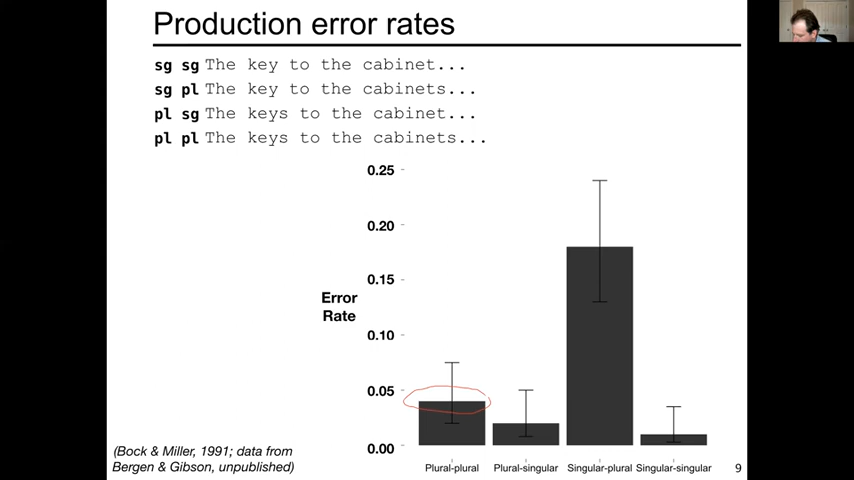 Production error rates
sg sg The key to the cabinet...
sg pl The key to the cabinets...
pl sg The keys to the cabinet...
pl pl The keys to the cabinets...
0.25
0.20
0.15
0.10
0.05
0.00
Error
Rate
Plural-plural
Plural-singular
Singular-plural
Singular-singular
(Bock & Miller, 1991; data from
Bergen & Gibson, unpublished)
9